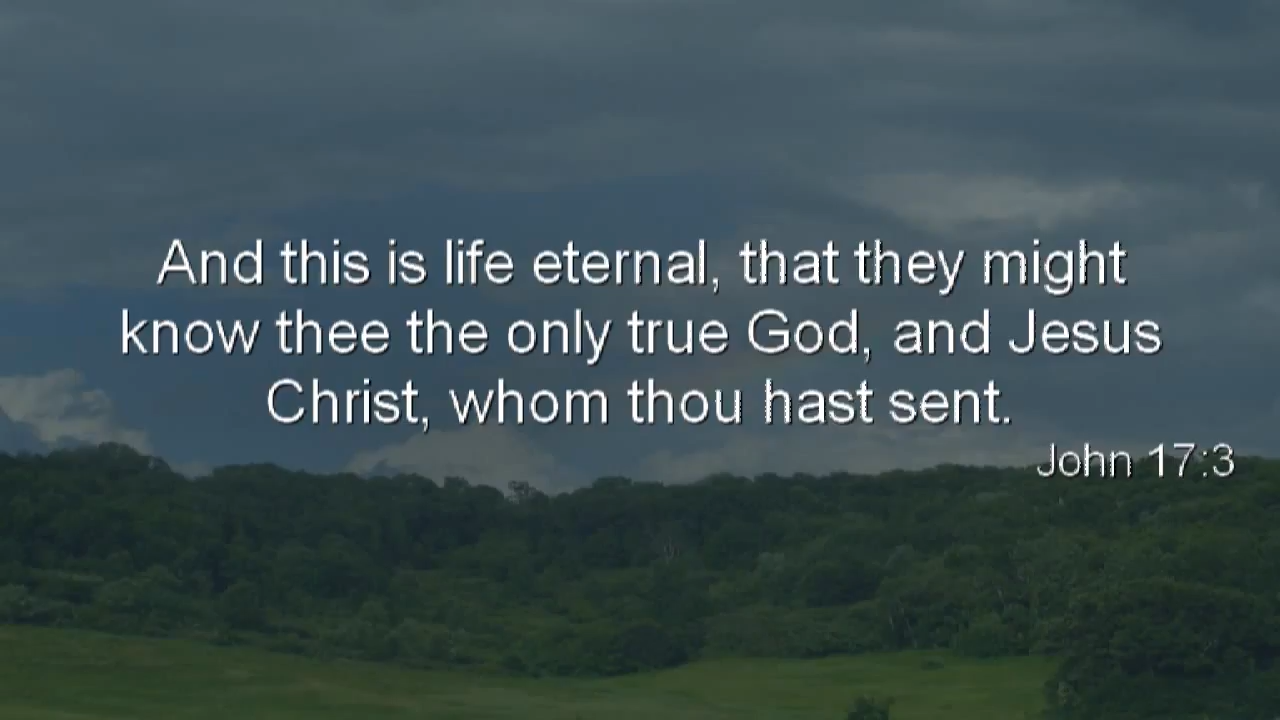 And this is life eternal, that they might
know thee the only true God, and Jesus
Christ, whom thou hast sent.
John 17:3